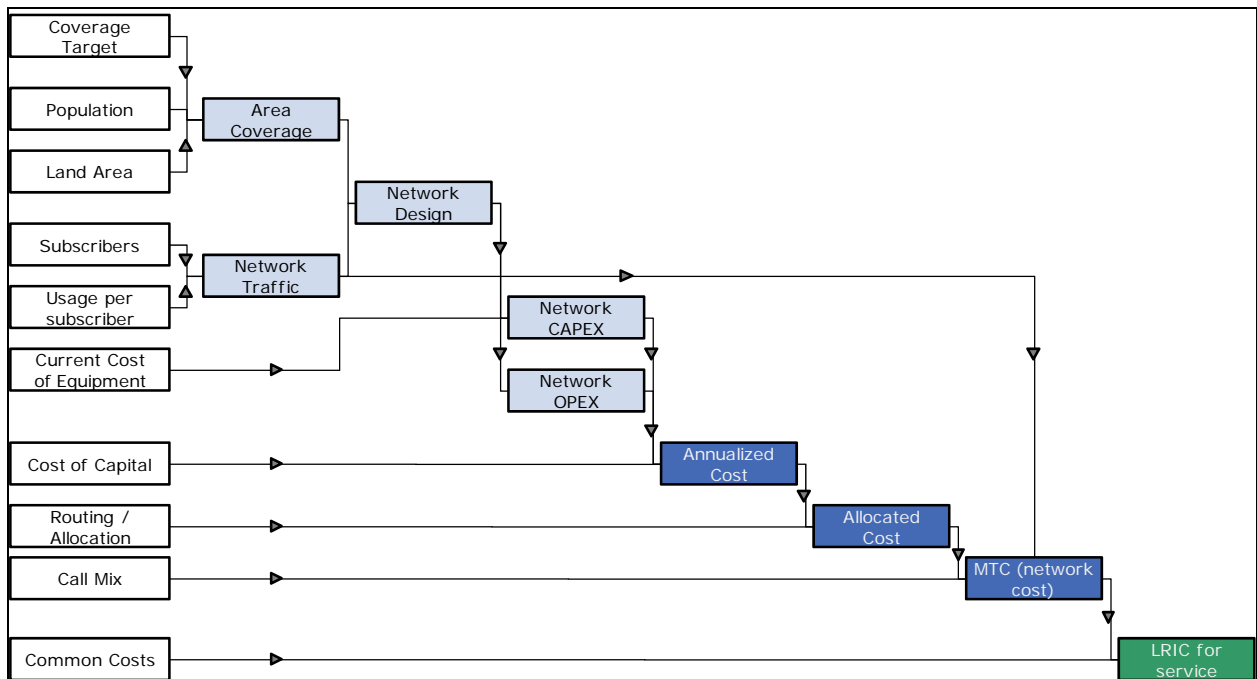 Coverage
Target
Population
Area
Coverage
Land Area
Network
Design
Subscribers
Network
Traffic
Usage per
subscriber
Network
CAPEX
Current Cost
of Equipment
Network
OPEX
Cost of Capital
Annualized
Cost
Routing /
Allocation
Allocated
Cost
Call Mix
MTC (network
cost)
Common Costs
LRIC for
service